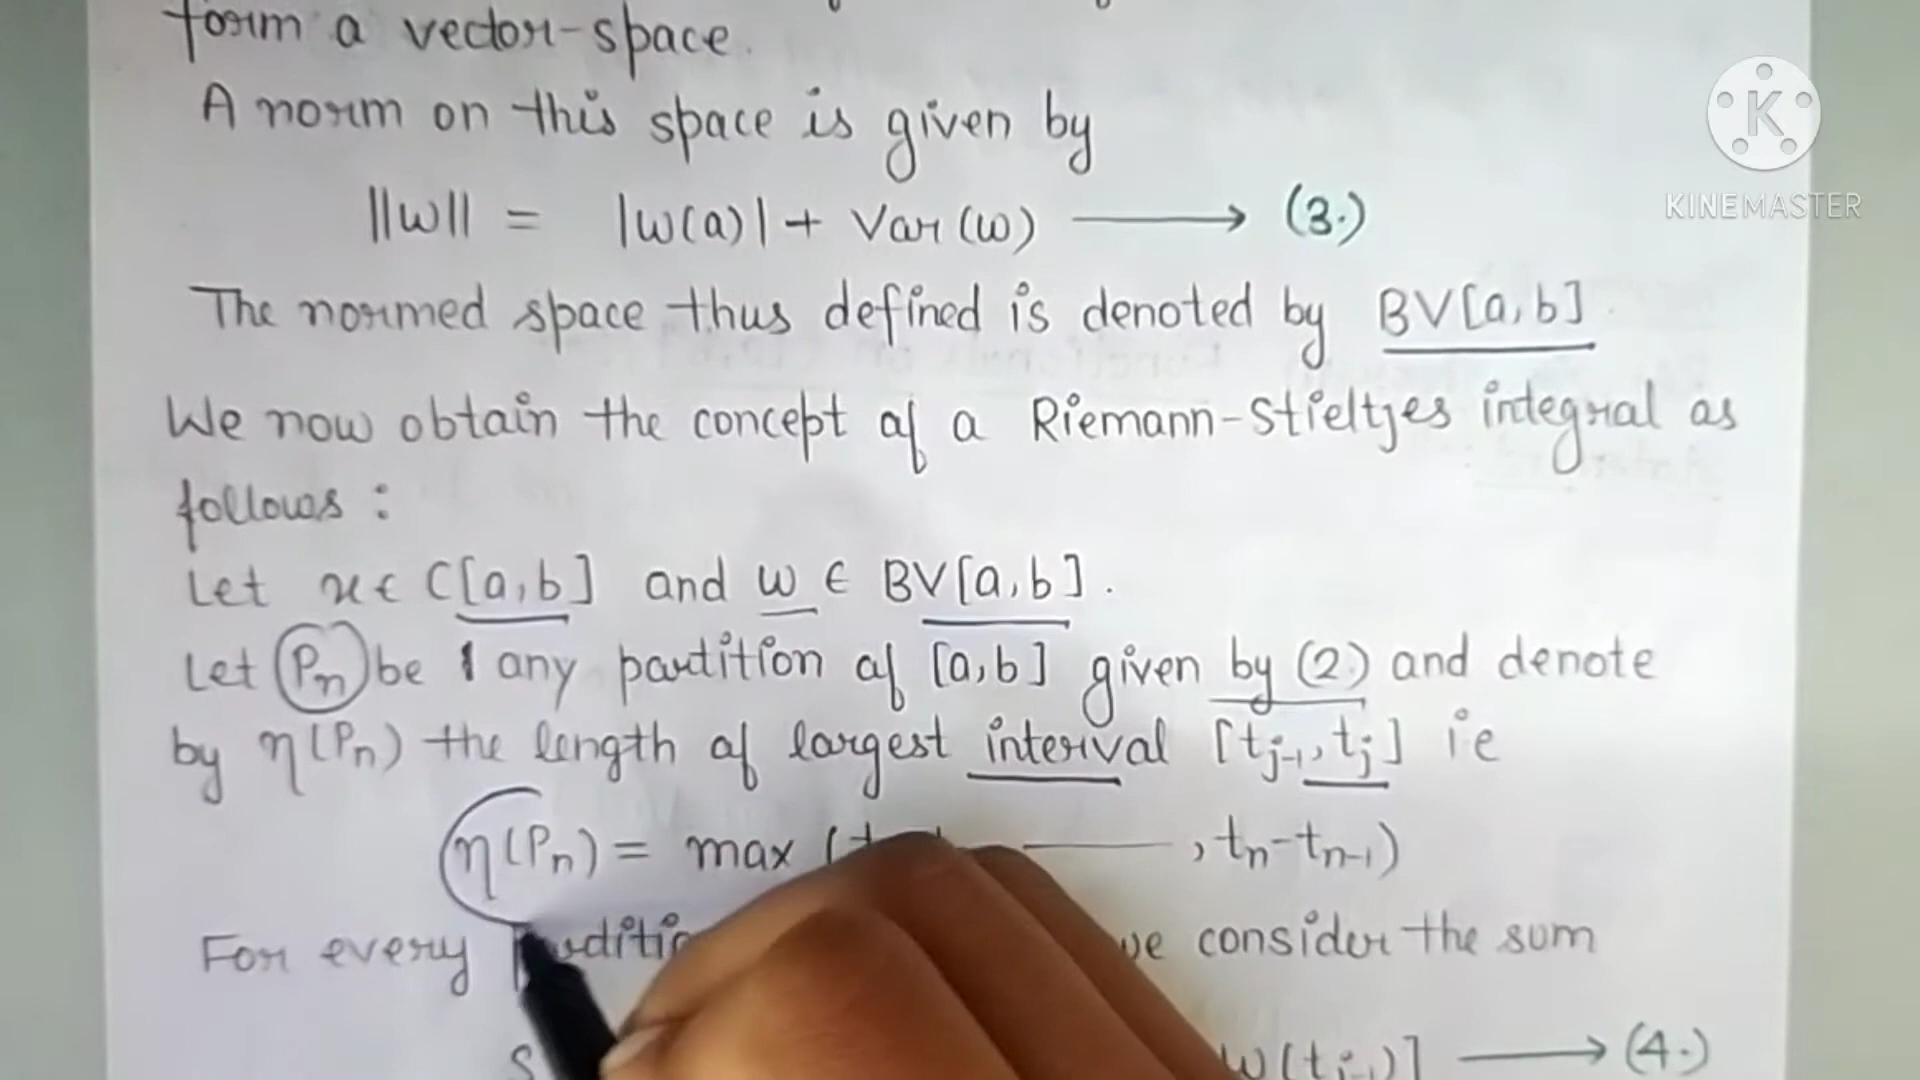 form a vector-space.
A norm on this space is given by
||w|| = |w(a)| + Var (w) ⟶ (3.)
The normed space thus defined is denoted by BV[a, b]
We now obtain the concept of a Riemann-Stieltjes integral as
follows :
Let x ∈ C[a, b] and w ∈ BV[a, b].
Let Pn be any partition of [a, b] given by (2.) and denote
by η(Pn) the length of largest interval [tj-1, tj] ie
η(Pn) = max ( , tn - tn-1)
For every consider the sum
S w(tj-1)] ⟶ (4.)
K
KINEMASTER